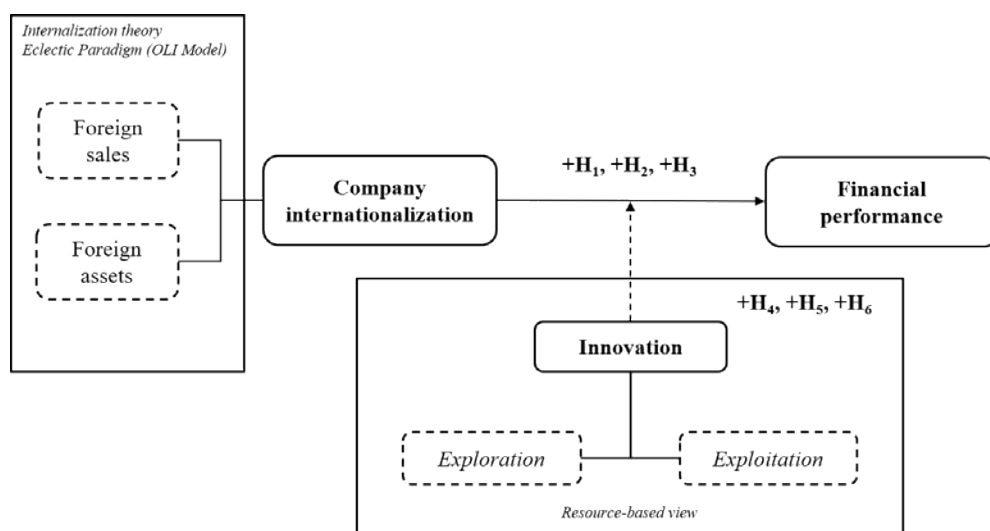 Internalization theory
Eclectic Paradigm (OLI Model)
Foreign
sales
Foreign
assets
Company
internationalization
+H₁, +H₂, +H₃
Financial
performance
+H₄, +H₅, +H₆
Innovation
Exploration
Exploitation
Resource-based view